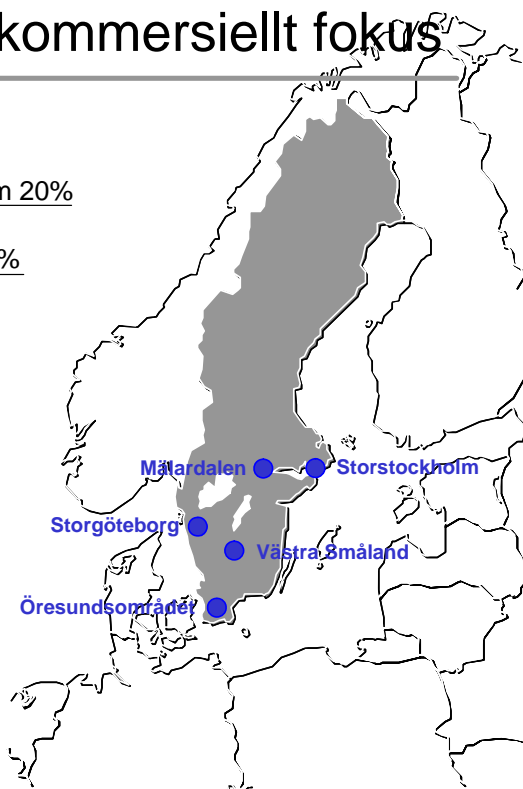 kommersiellt fokus
m 20%
%
Mälardalen
Storstockholm
Storgöteborg
Västra Småland
Öresundsområdet